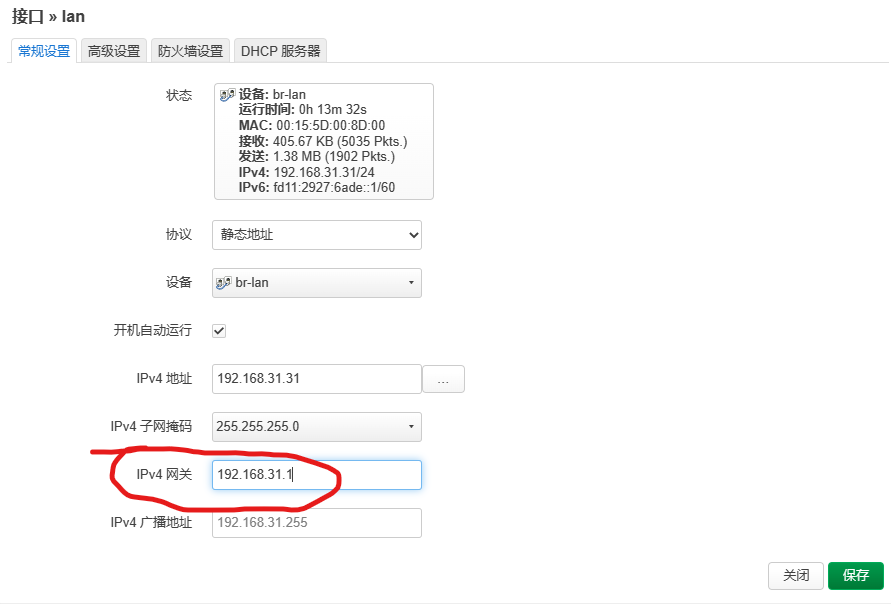 接口 » lan
常规设置 高级设置 防火墙设置 DHCP 服务器
状态
设备: br-lan
运行时间: 0h 13m 32s
MAC: 00:15:5D:00:8D:00
接收: 405.67 KB (5035 Pkts.)
发送: 1.38 MB (1902 Pkts.)
IPv4: 192.168.31.31/24
IPv6: fd11:2927:6ade::1/60
协议 静态地址
设备 br-lan
开机自动运行
IPv4 地址 192.168.31.31 ...
IPv4 子网掩码 255.255.255.0
IPv4 网关 192.168.31.1
IPv4 广播地址 192.168.31.255
关闭 保存